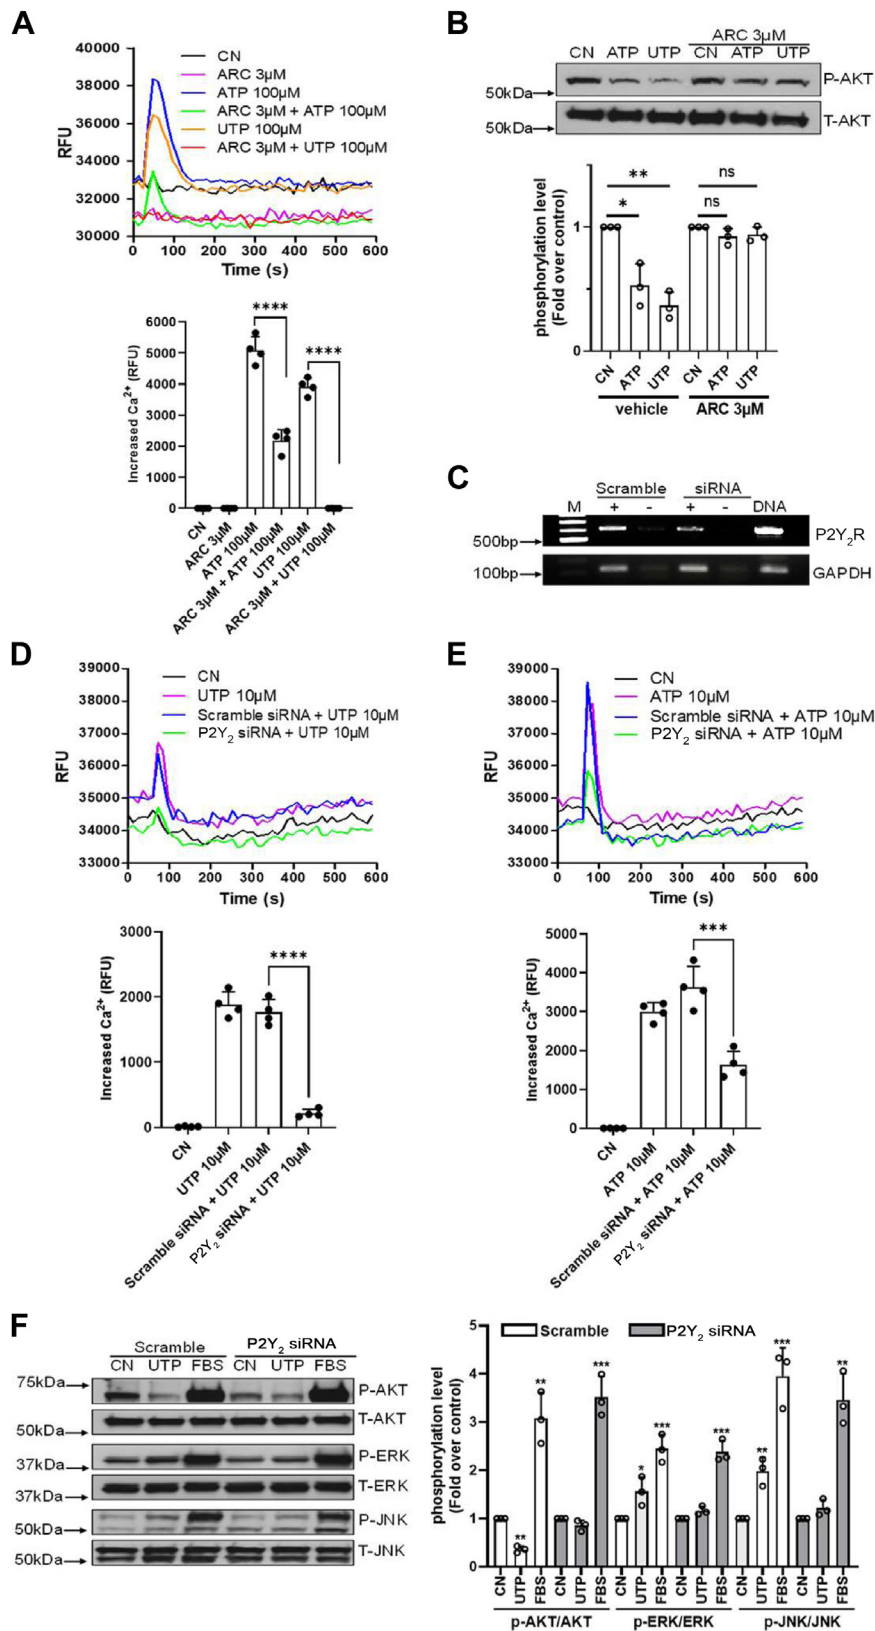 A
40000
38000
36000
34000
32000
30000
RFU
CN
ARC 3µM
ATP 100µM
ARC 3µM + ATP 100µM
UTP 100µM
ARC 3µM + UTP 100µM
0 100 200 300 400 500 600
Time (s)
6000
5000
4000
3000
2000
1000
0
Increased Ca2+ (RFU)
****
****
CN
ARC 3µM
ATP 100µM
ARC 3µM + ATP 100µM
UTP 100µM
ARC 3µM + UTP 100µM
B
ARC 3µM
CN ATP UTP CN ATP UTP
P-AKT
50kDa
T-AKT
50kDa
phosphorylation level
(Fold over control)
1
0
**
*
ns
ns
CN ATP UTP CN ATP UTP
vehicle ARC 3µM
C
Scramble siRNA
M + - + - DNA
500bp
P2Y2R
100bp
GAPDH
D
39000
38000
37000
36000
35000
34000
33000
RFU
CN
UTP 10µM
Scramble siRNA + UTP 10µM
P2Y2 siRNA + UTP 10µM
0 100 200 300 400 500 600
Time (s)
3000
2000
1000
0
Increased Ca2+ (RFU)
****
CN
UTP 10µM
Scramble siRNA + UTP 10µM
P2Y2 siRNA + UTP 10µM
E
39000
38000
37000
36000
35000
34000
33000
RFU
CN
ATP 10µM
Scramble siRNA + ATP 10µM
P2Y2 siRNA + ATP 10µM
0 100 200 300 400 500 600
Time (s)
5000
4000
3000
2000
1000
0
Increased Ca2+ (RFU)
***
CN
ATP 10µM
Scramble siRNA + ATP 10µM
P2Y2 siRNA + ATP 10µM
F
Scramble P2Y2 siRNA
CN UTP FBS CN UTP FBS
75kDa
P-AKT
T-AKT
50kDa
P-ERK
37kDa
T-ERK
37kDa
P-JNK
50kDa
T-JNK
50kDa
phosphorylation level
(Fold over control)
5
4
3
2
1
0
Scramble P2Y2 siRNA
** ** *** * *** *** ** *** **
CN UTP FBS CN UTP FBS CN UTP FBS CN UTP FBS CN UTP FBS CN UTP FBS
p-AKT/AKT p-ERK/ERK p-JNK/JNK